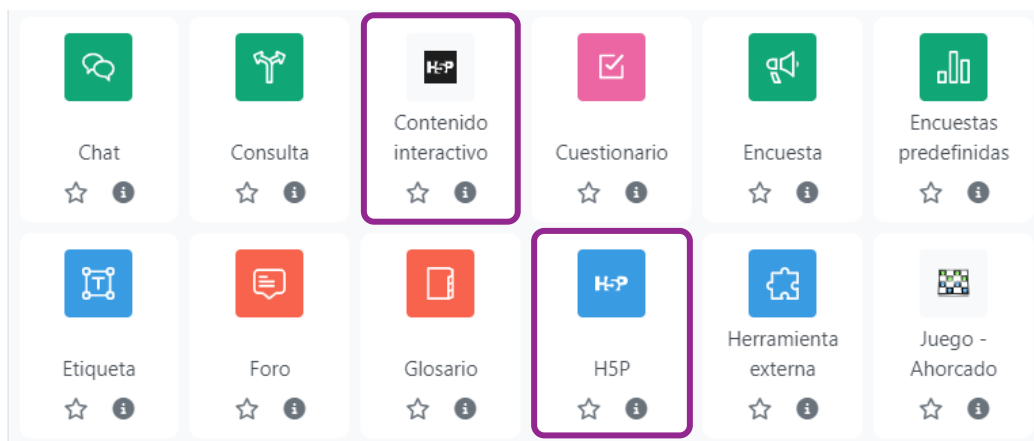 H5P
Contenido
Encuestas
Chat
Consulta
interactivo
Cuestionario
Encuesta
predefinidas
T
H5P
Herramienta
Juego -
Etiqueta
Foro
Glosario
H5P
externa
Ahorcado